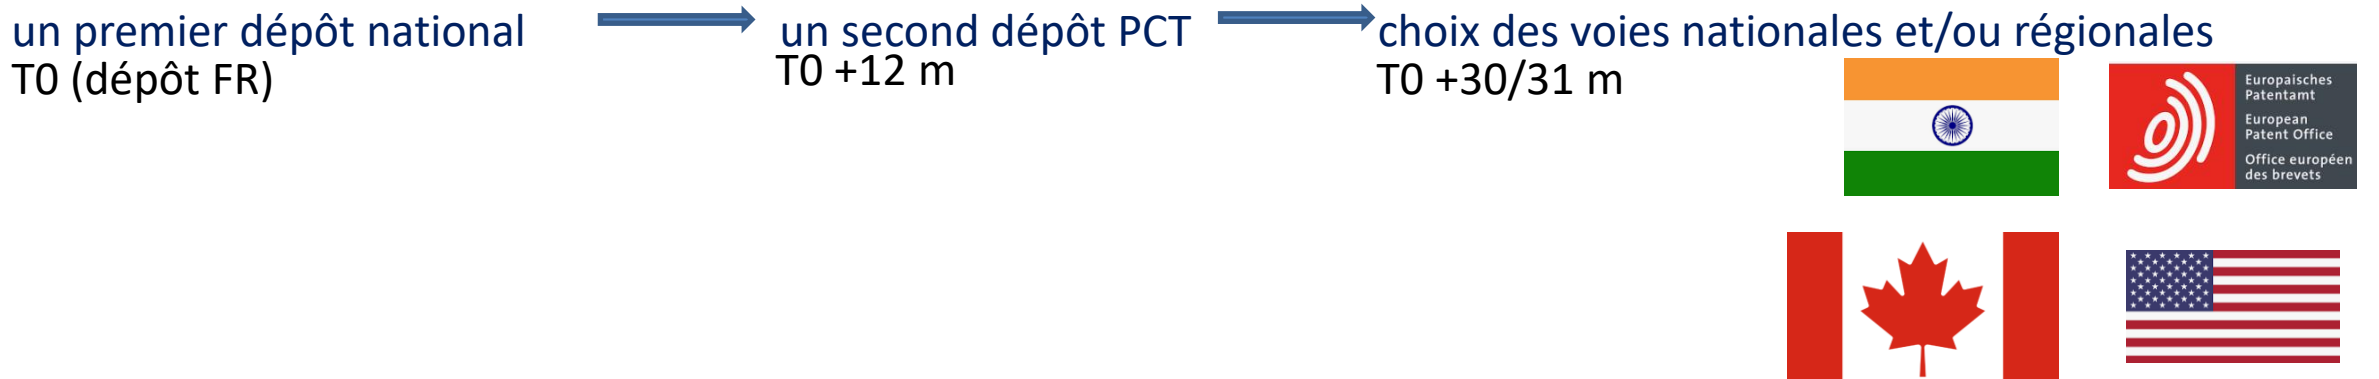 un premier dépôt national
T0 (dépôt FR)
un second dépôt PCT
T0 +12 m
choix des voies nationales et/ou régionales
T0 +30/31 m
Europaisches
Patentamt
European
Patent Office
Office européen
des brevets